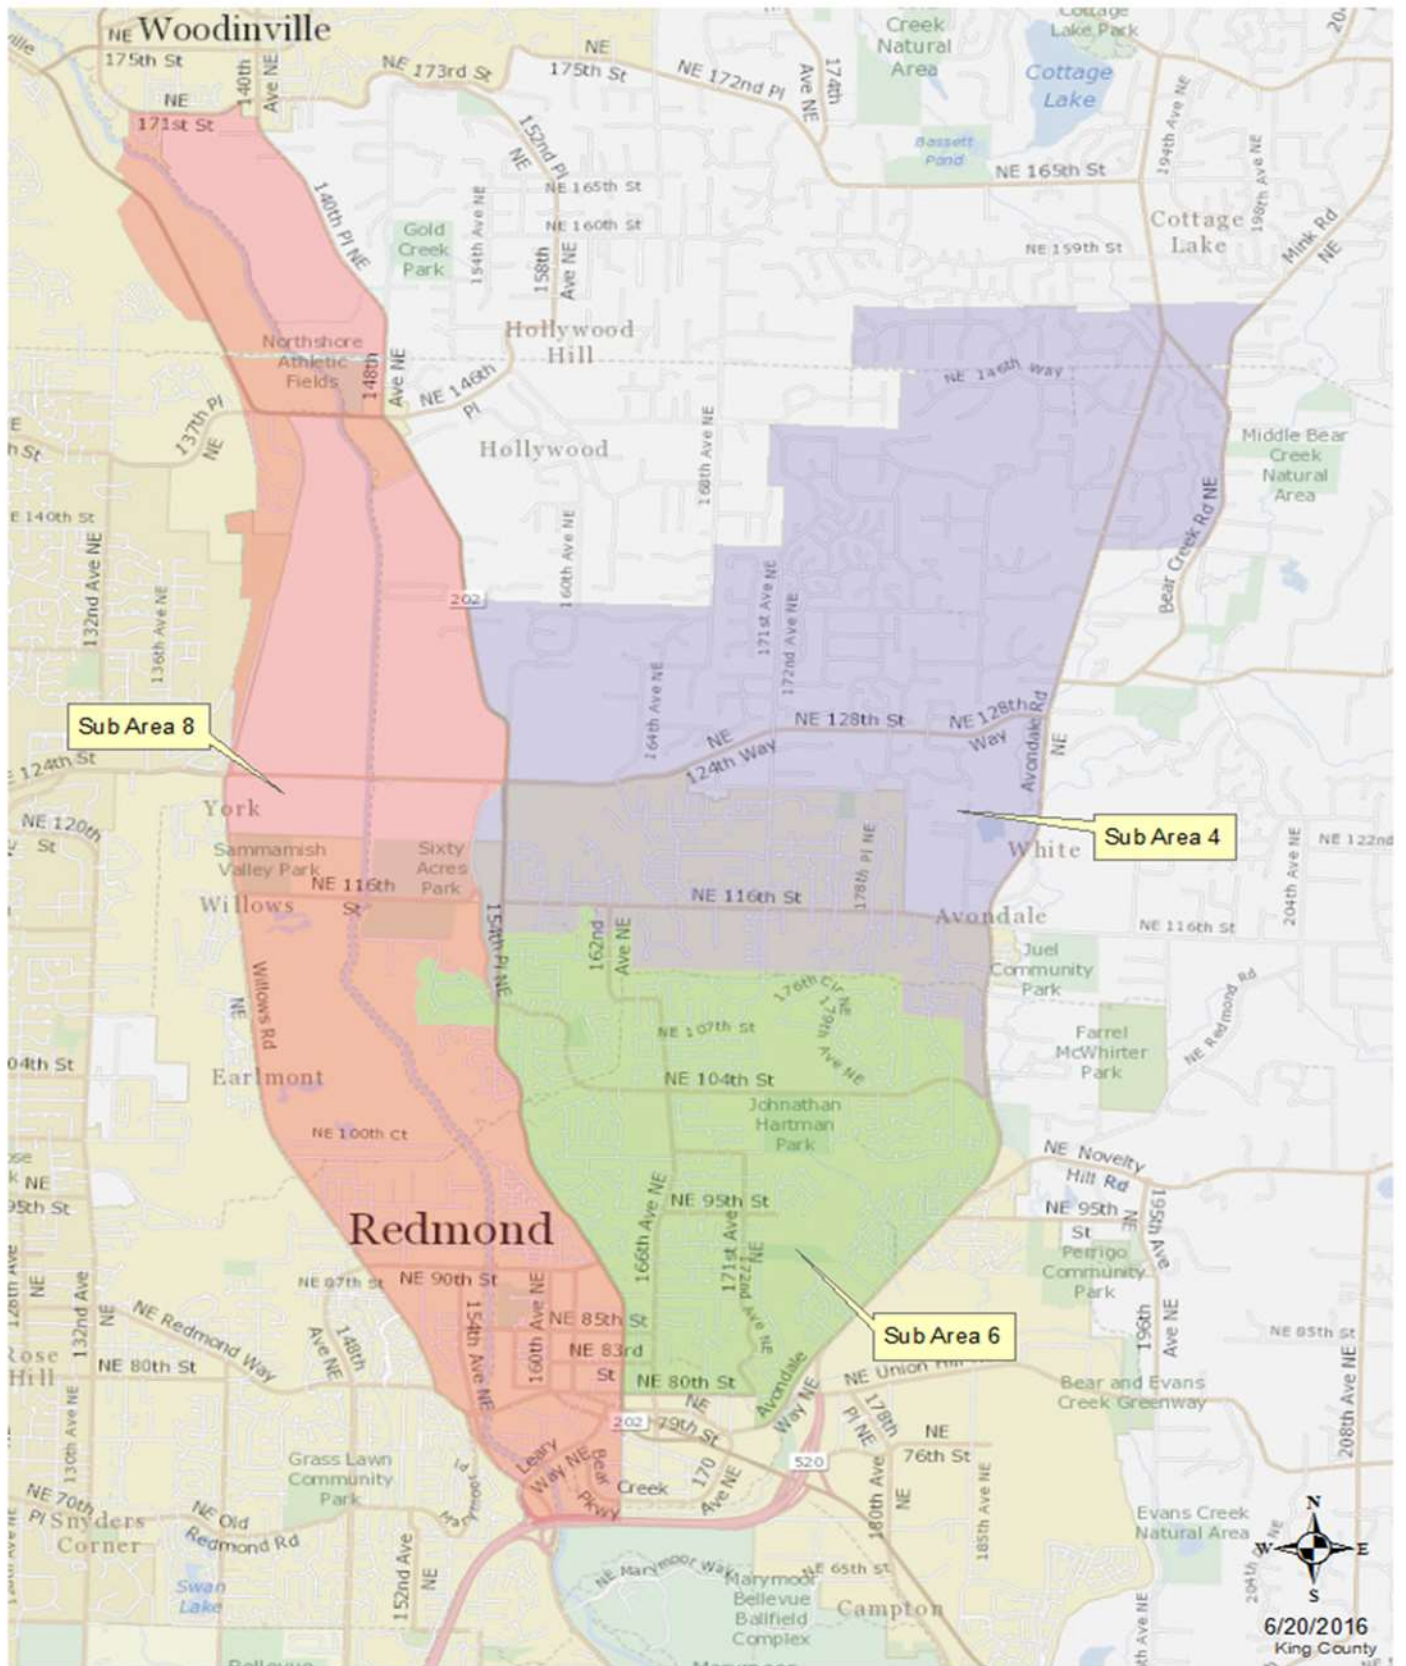 Woodinville
NE
175th St
140th
Ave NE
NE 173rd St
NE
175th St
NE 172nd Pl
174th
Ave NE
Creek
Natural
Area
Cottage
Lake Park
Cottage
Lake
NE
171st St
152nd Pl
NE
Bassett
Pond
NE 165th St
194th Ave NE
198th Ave NE
140th Pl NE
154th Ave NE
NE 165th St
NE 160th St
158th
Ave NE
Gold
Creek
Park
Cottage
Lake
NE 159th St
Mink Rd
NE
Northshore
Athletic
Fields
148th
Ave NE
Hollywood
Hill
NE 146th
Pl
NE 146th Way
137th Pl
NE
Hollywood
168th Ave NE
Middle Bear
Creek
Natural
Area
E 140th St
132nd Ave NE
136th Ave NE
160th Ave NE
202
171st Ave NE
172nd Ave NE
Bear Creek Rd NE
164th Ave NE
Sub Area 8
NE 128th St
NE 128th
Way
NE
124th Way
Avondale Rd
NE
124th St
York
NE 120th
St
Sub Area 4
White
204th Ave NE
NE 122nd
Sammamish
Valley Park
Sixty
Acres
Park
178th Pl NE
NE 116th
St
Willows
NE 116th St
Avondale
NE 116th St
154th Pl NE
162nd
Ave NE
Juel
Community
Park
Willows Rd
NE
176th Cir NE
179th
Ave NE
NE 107th St
Farrel
McWhirter
Park
NE Redmond Rd
04th St
Earlmont
NE 104th St
Johnathan
Hartman
Park
NE 100th Ct
NE Novelty
Hill Rd
NE
95th St
Redmond
166th Ave NE
NE 95th St
171st Ave
NE
172nd
Ave NE
NE 95th
St
195th Ave
NE
Perrigo
Community
Park
128th Ave
NE
132nd Ave
NE
NE 87th St
NE 90th St
154th Ave NE
160th Ave NE
NE 85th St
NE 83rd
St
Sub Area 6
196th
Ave NE
NE 85th St
NE Redmond Way
148th
Ave NE
Rose
Hill
NE 80th St
NE 80th St
Avondale
Way NE
NE Union Hill
Bear and Evans
Creek Greenway
208th Ave NE
130th Ave NE
202
NE
79th St
178th
Pl NE
NE
76th St
520
Leary
Way NE
Bear
Creek
Pkwy
170
Ave NE
Grass Lawn
Community
Park
180th Ave
NE
185th Ave NE
NE 70th
Pl
Snyders
Corner
NE Old
Redmond Rd
152nd Ave
NE
Swan
Lake
NE Marymoor Way
Marymoor
Bellevue
Ballfield
Complex
NE 65th St
Campton
Evans Creek
Natural Area
N
W
E
S
6/20/2016
King County